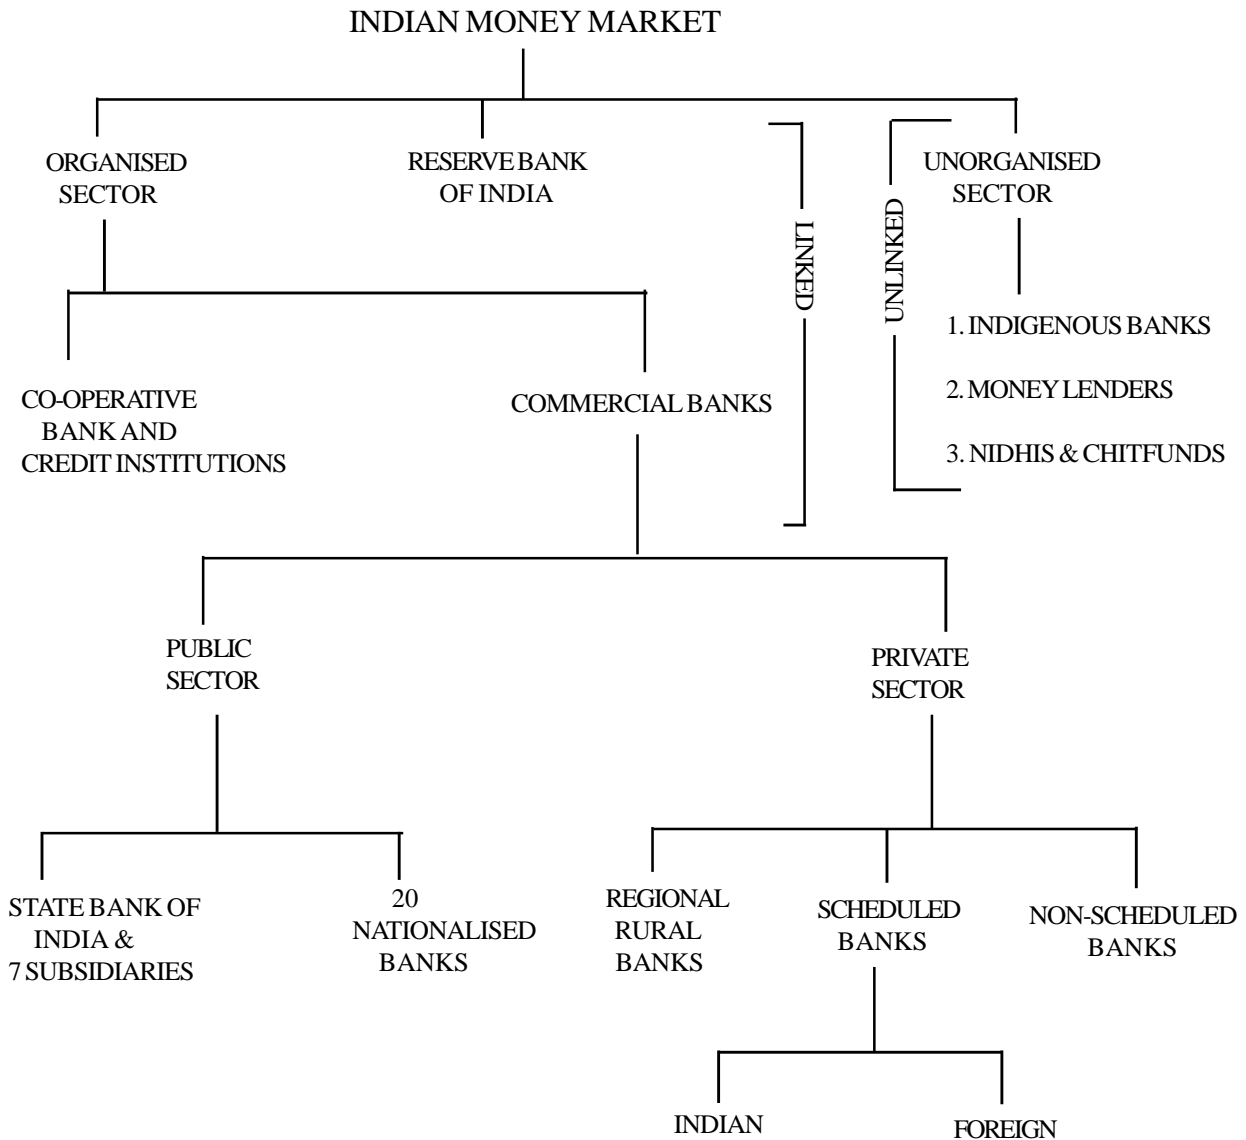 INDIAN MONEY MARKET
ORGANISED
SECTOR
RESERVE BANK
OF INDIA
LINKED
UNLINKED
UNORGANISED
SECTOR
1. INDIGENOUS BANKS
2. MONEY LENDERS
3. NIDHIS & CHITFUNDS
CO-OPERATIVE
BANK AND
CREDIT INSTITUTIONS
COMMERCIAL BANKS
PUBLIC
SECTOR
PRIVATE
SECTOR
STATE BANK OF
INDIA &
7 SUBSIDIARIES
20
NATIONALISED
BANKS
REGIONAL
RURAL
BANKS
SCHEDULED
BANKS
NON-SCHEDULED
BANKS
INDIAN
FOREIGN